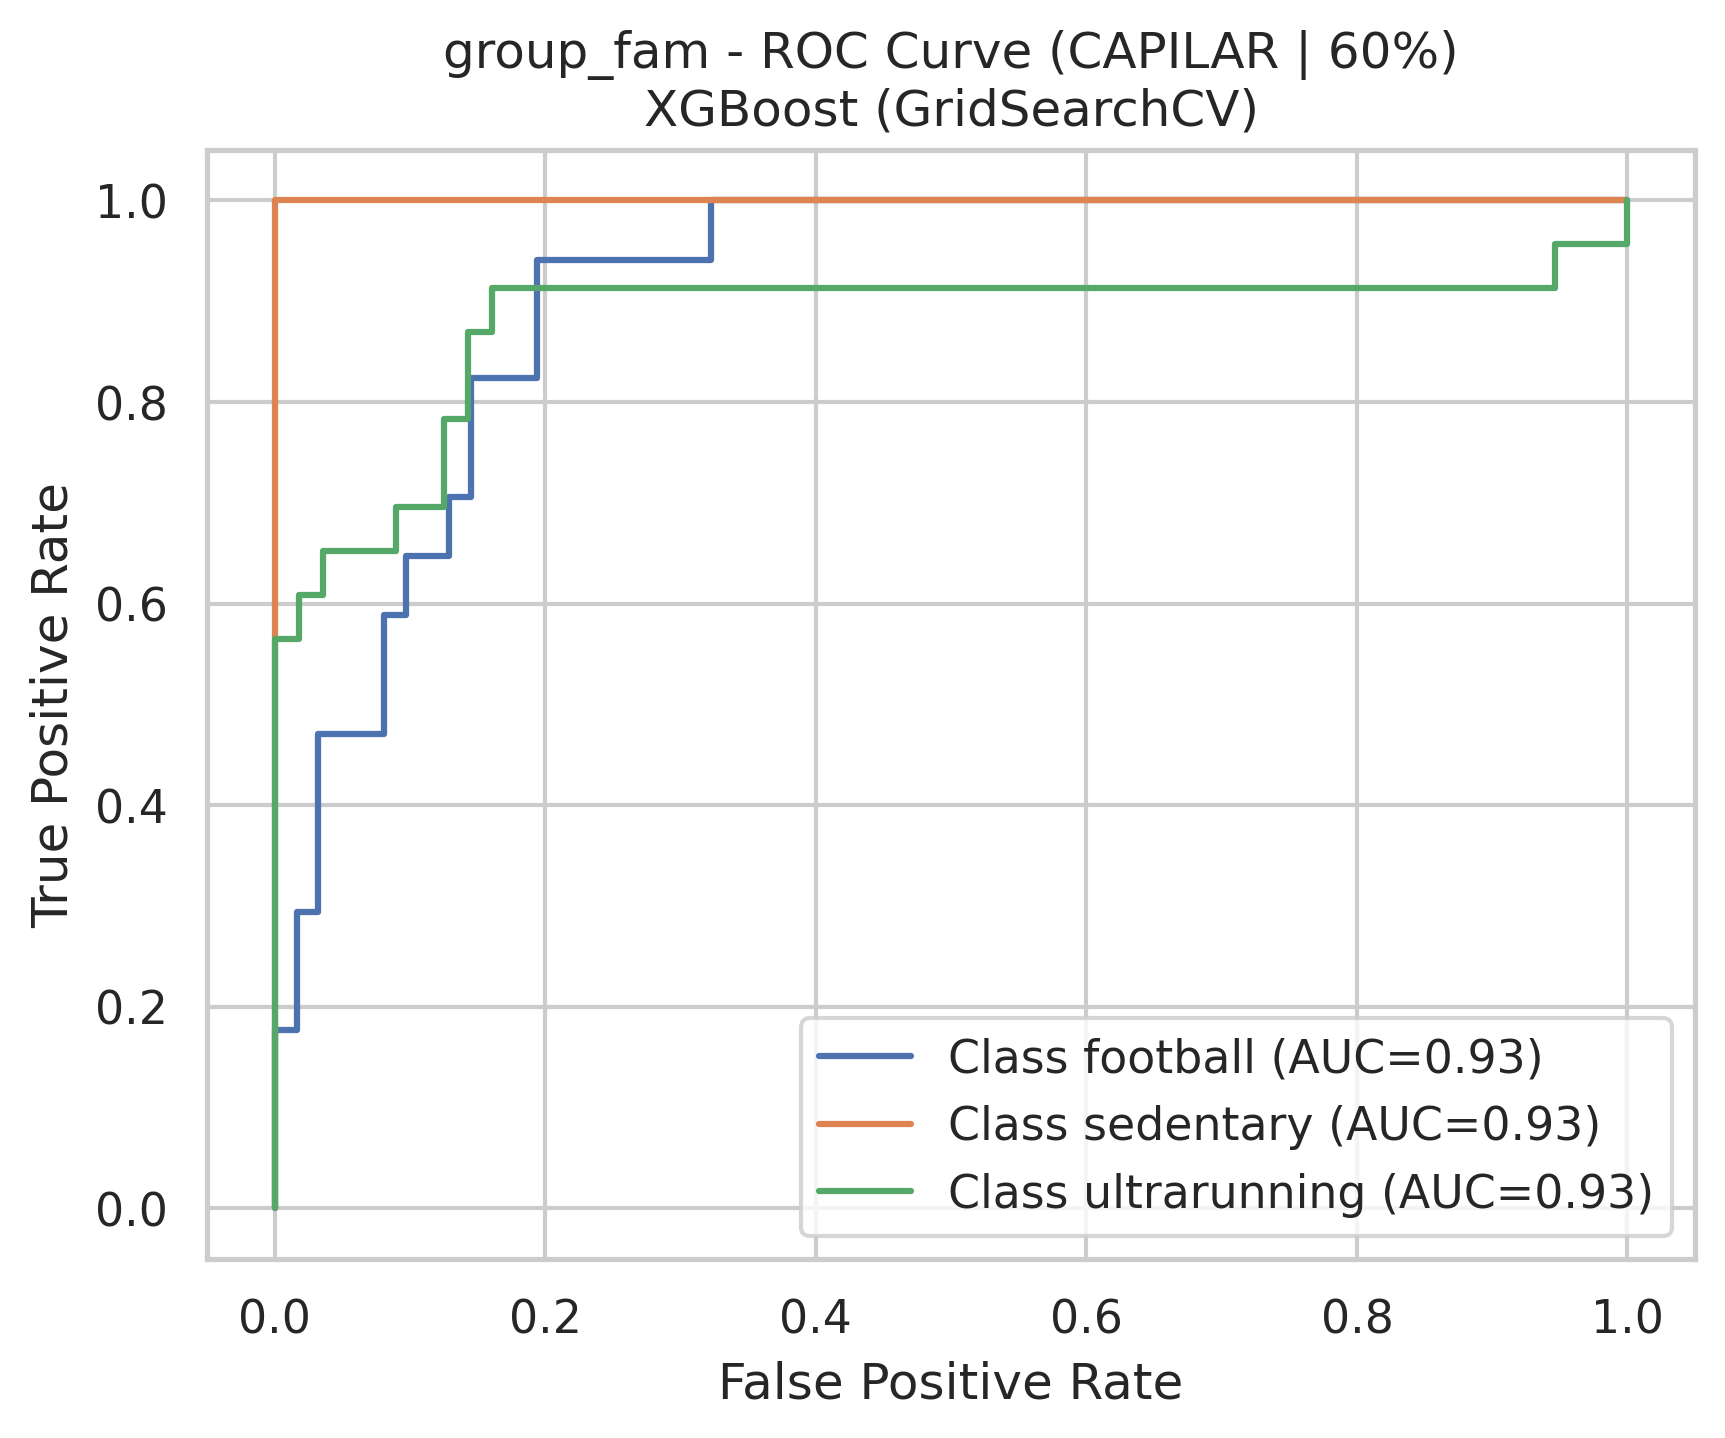 group_fam - ROC Curve (CAPILAR | 60%)
XGBoost (GridSearchCV)
True Positive Rate
1.0
0.8
0.6
0.4
0.2
0.0
Class football (AUC=0.93)
Class sedentary (AUC=0.93)
Class ultrarunning (AUC=0.93)
0.0 0.2 0.4 0.6 0.8 1.0
False Positive Rate